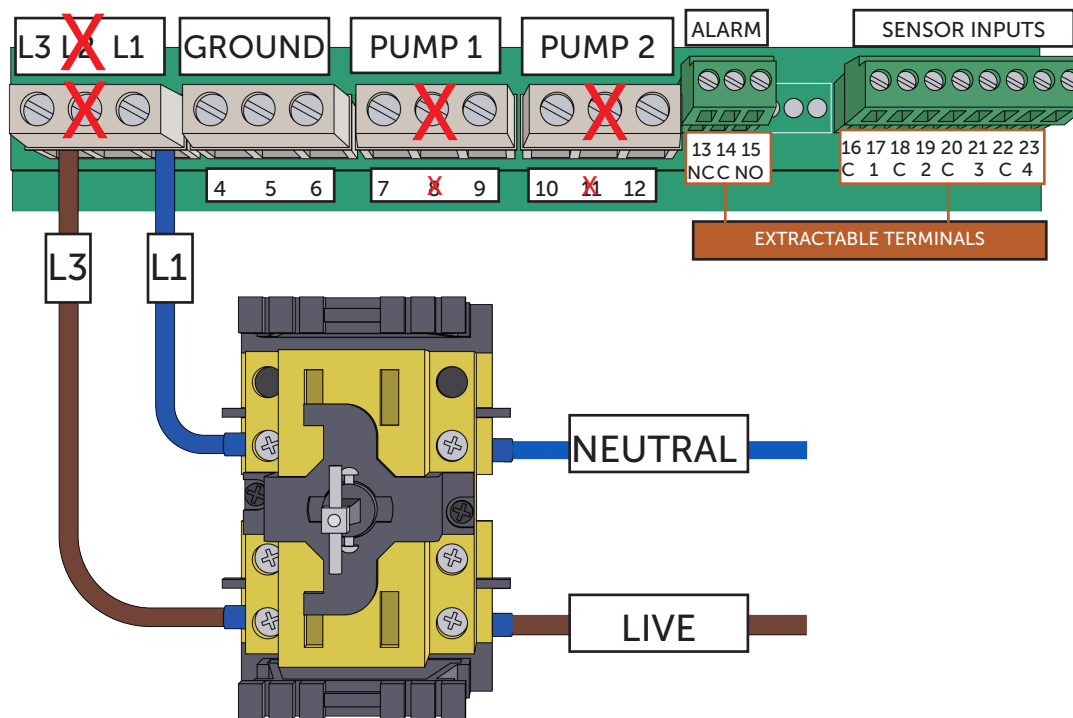 L3 L2 L1
GROUND
PUMP 1
PUMP 2
ALARM
SENSOR INPUTS
4 5 6
7 8 9
10 11 12
13 14 15
NC C NO
16 17 18 19 20 21 22 23
C 1 C 2 C 3 C 4
EXTRACTABLE TERMINALS
L3
L1
NEUTRAL
LIVE